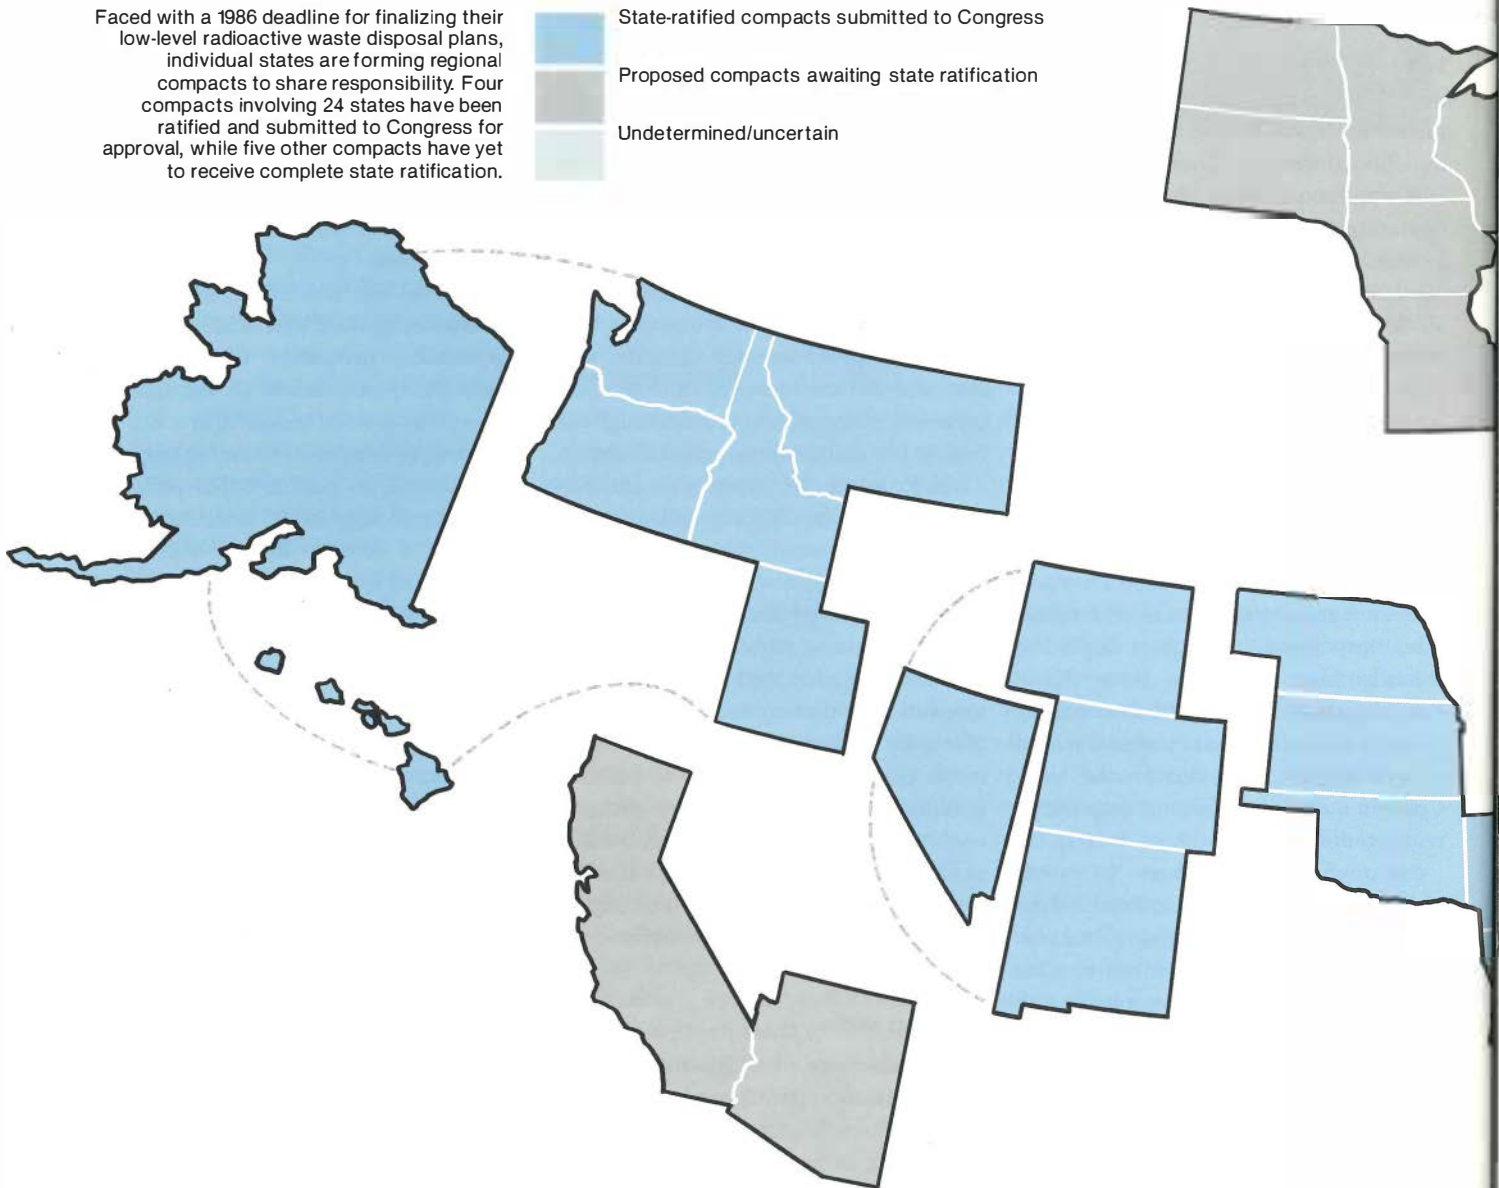 Faced with a 1986 deadline for finalizing their
low-level radioactive waste disposal plans,
individual states are forming regional
compacts to share responsibility. Four
compacts involving 24 states have been
ratified and submitted to Congress for
approval, while five other compacts have yet
to receive complete state ratification.
State-ratified compacts submitted to Congress
Proposed compacts awaiting state ratification
Undetermined/uncertain